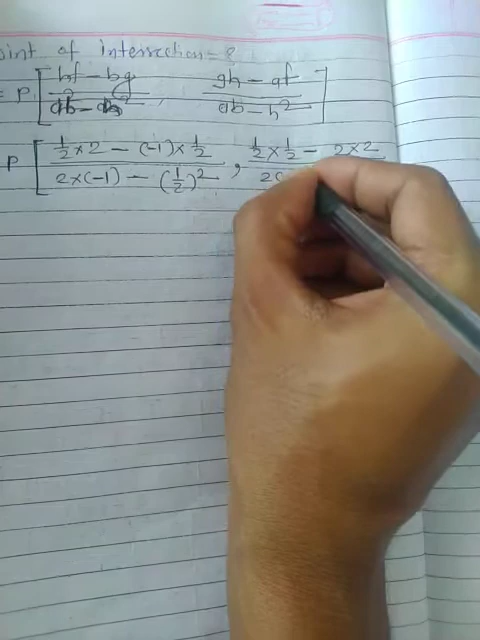 oint of intersection = ?
= P [ (hf - bg)/(ab - h²) (gh - af)/(ab - h²) ]
P [ (1/2 × 2 - (-1) × 1/2)/(2×(-1) - (1/2)²) , (1/2 × 1/2 - 2×2)/(2(